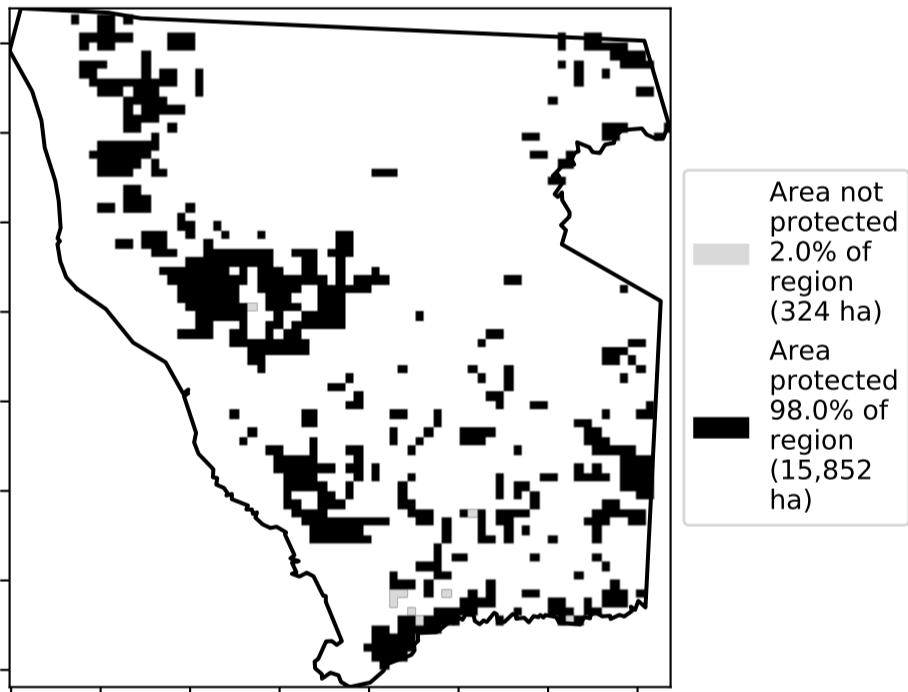 Area not
protected
2.0% of
region
(324 ha)
Area
protected
98.0% of
region
(15,852
ha)